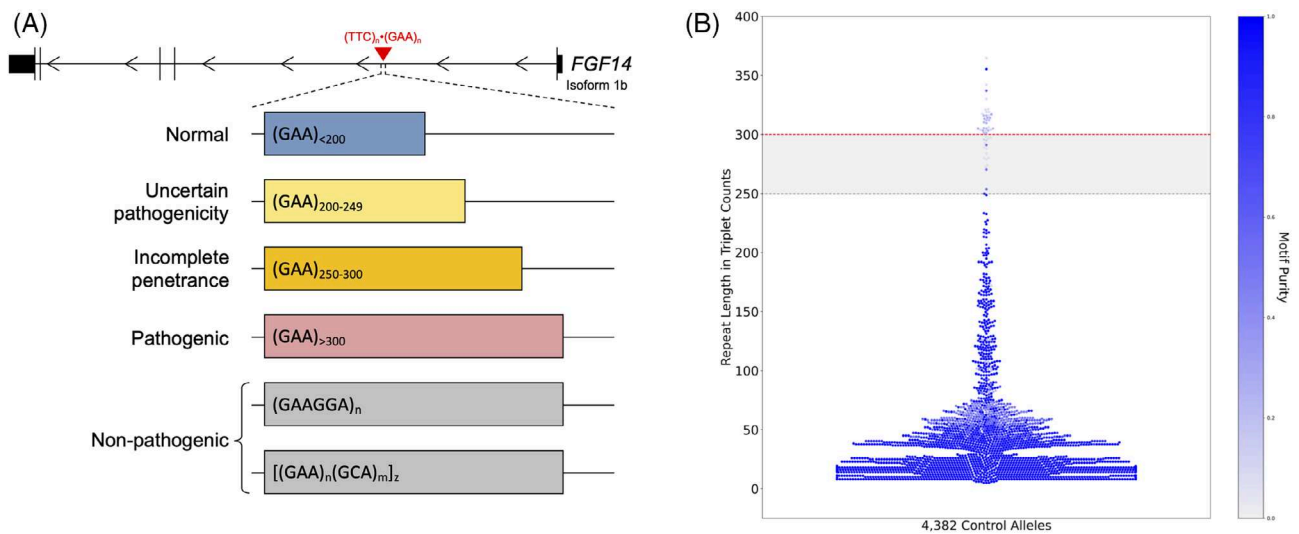 (A)
(TTC)n•(GAA)n
FGF14
Isoform 1b
Normal
(GAA)<200
Uncertain
pathogenicity
(GAA)200-249
Incomplete
penetrance
(GAA)250-300
Pathogenic
(GAA)>300
Non-pathogenic
(GAAGGA)n
[(GAA)n(GCA)m]z
(B)
400
350
300
250
200
150
100
50
0
Repeat Length in Triplet Counts
4,382 Control Alleles
1.0
0.8
0.6
0.4
0.2
0.0
Motif Purity